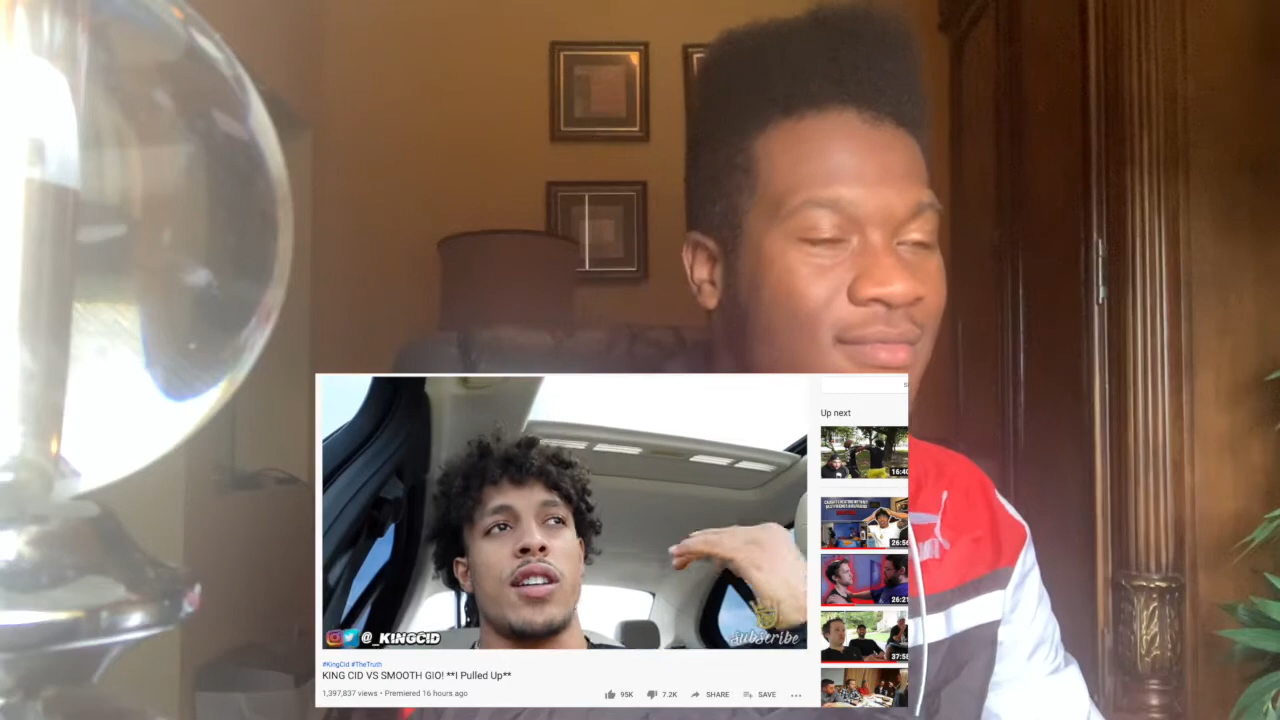 S
Up next
16:40
26:56
26:21
37:58
@_KINGCID
subscribe
#KingCid #TheTruth
KING CID VS SMOOTH GIO! **I Pulled Up**
1,397,837 views • Premiered 16 hours ago
95K
7.2K
SHARE
SAVE